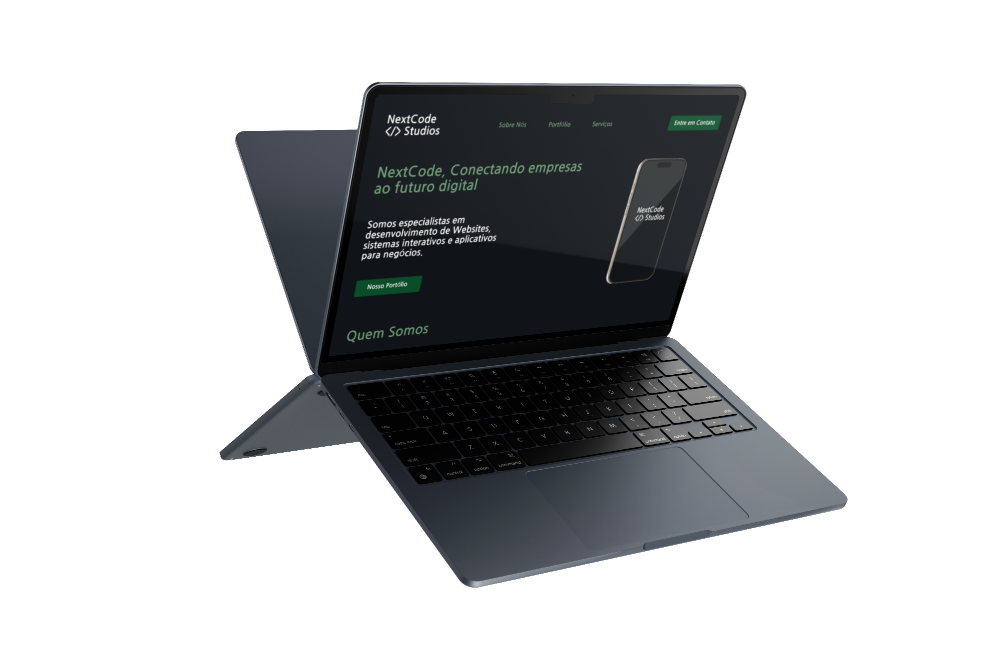 NextCode
</> Studios
Sobre Nós
Portfólio
Serviços
Entre em Contato
NextCode, Conectando empresas
ao futuro digital
Somos especialistas em
desenvolvimento de Websites,
sistemas interativos e aplicativos
para negócios.
Nosso Portólio
NextCode
</> Studios
Quem Somos